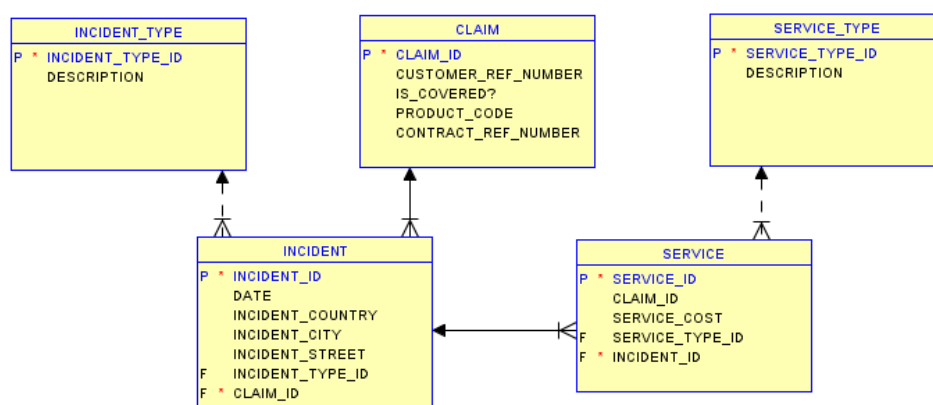 INCIDENT_TYPE
P * INCIDENT_TYPE_ID
DESCRIPTION
CLAIM
P * CLAIM_ID
CUSTOMER_REF_NUMBER
IS_COVERED?
PRODUCT_CODE
CONTRACT_REF_NUMBER
SERVICE_TYPE
P * SERVICE_TYPE_ID
DESCRIPTION
INCIDENT
P * INCIDENT_ID
DATE
INCIDENT_COUNTRY
INCIDENT_CITY
INCIDENT_STREET
F INCIDENT_TYPE_ID
F * CLAIM_ID
SERVICE
P * SERVICE_ID
CLAIM_ID
SERVICE_COST
F SERVICE_TYPE_ID
F * INCIDENT_ID